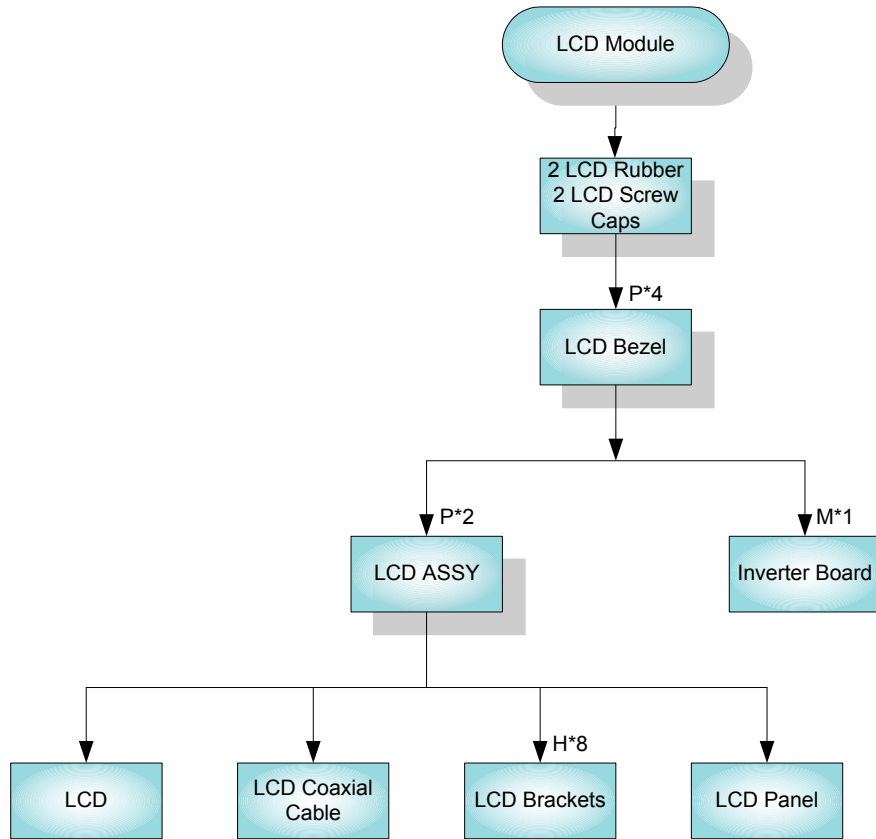 LCD Module
2 LCD Rubber
2 LCD Screw
Caps
P*4
LCD Bezel
P*2
M*1
LCD ASSY
Inverter Board
H*8
LCD
LCD Coaxial
Cable
LCD Brackets
LCD Panel